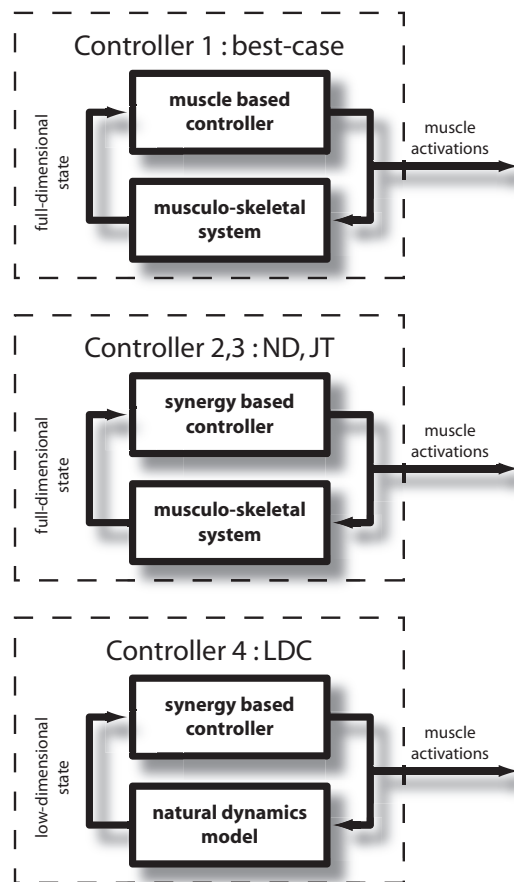 Controller 1 : best-case
muscle based
controller
full-dimensional
state
musculo-skeletal
system
muscle
activations
Controller 2,3 : ND, JT
synergy based
controller
full-dimensional
state
musculo-skeletal
system
muscle
activations
Controller 4 : LDC
synergy based
controller
low-dimensional
state
natural dynamics
model
muscle
activations